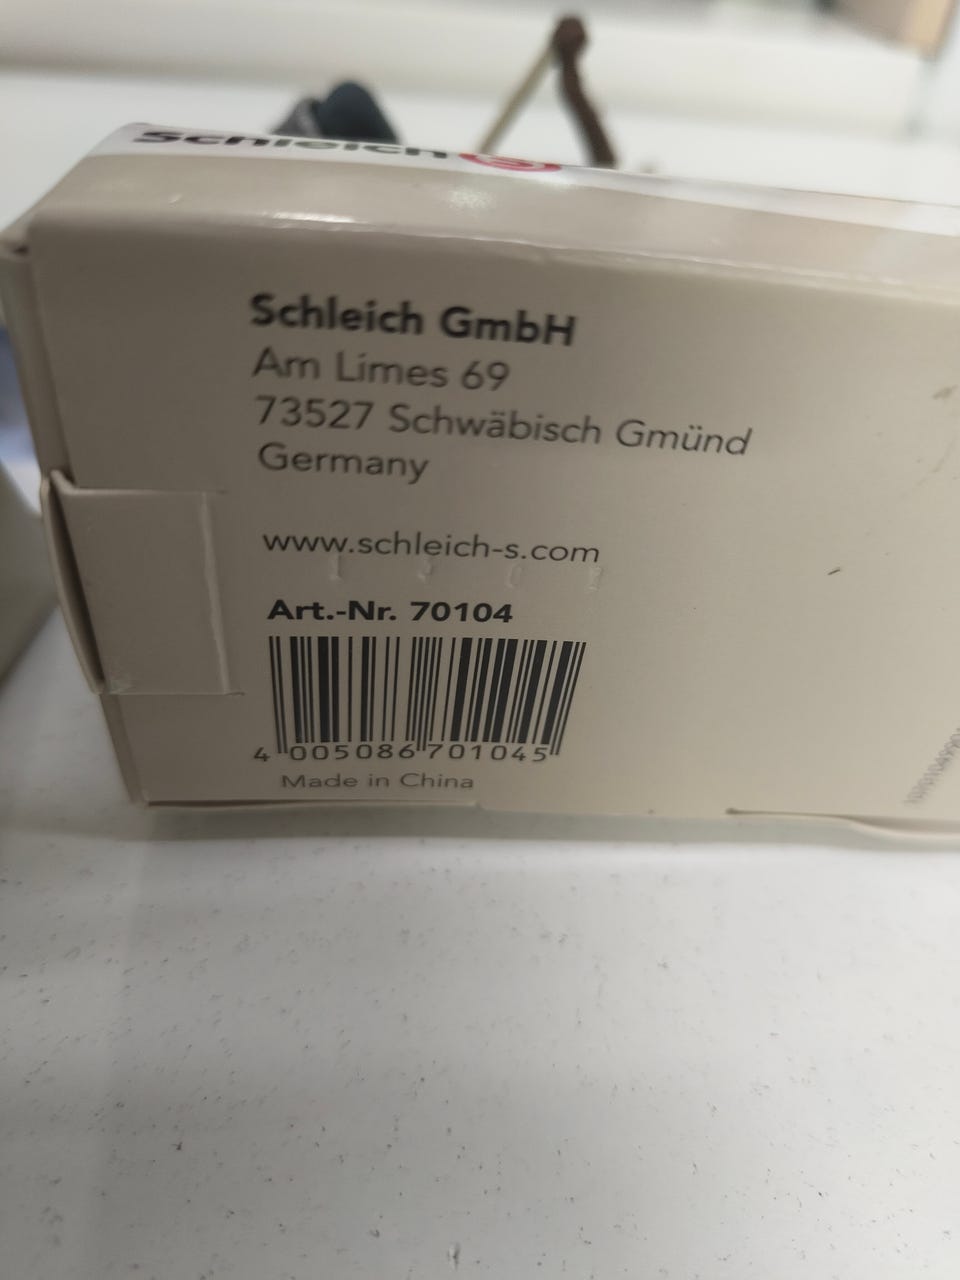 Schleich
Schleich GmbH
Am Limes 69
73527 Schwäbisch Gmünd
Germany
www.schleich-s.com
Art.-Nr. 70104
4 005086 701045
Made in China